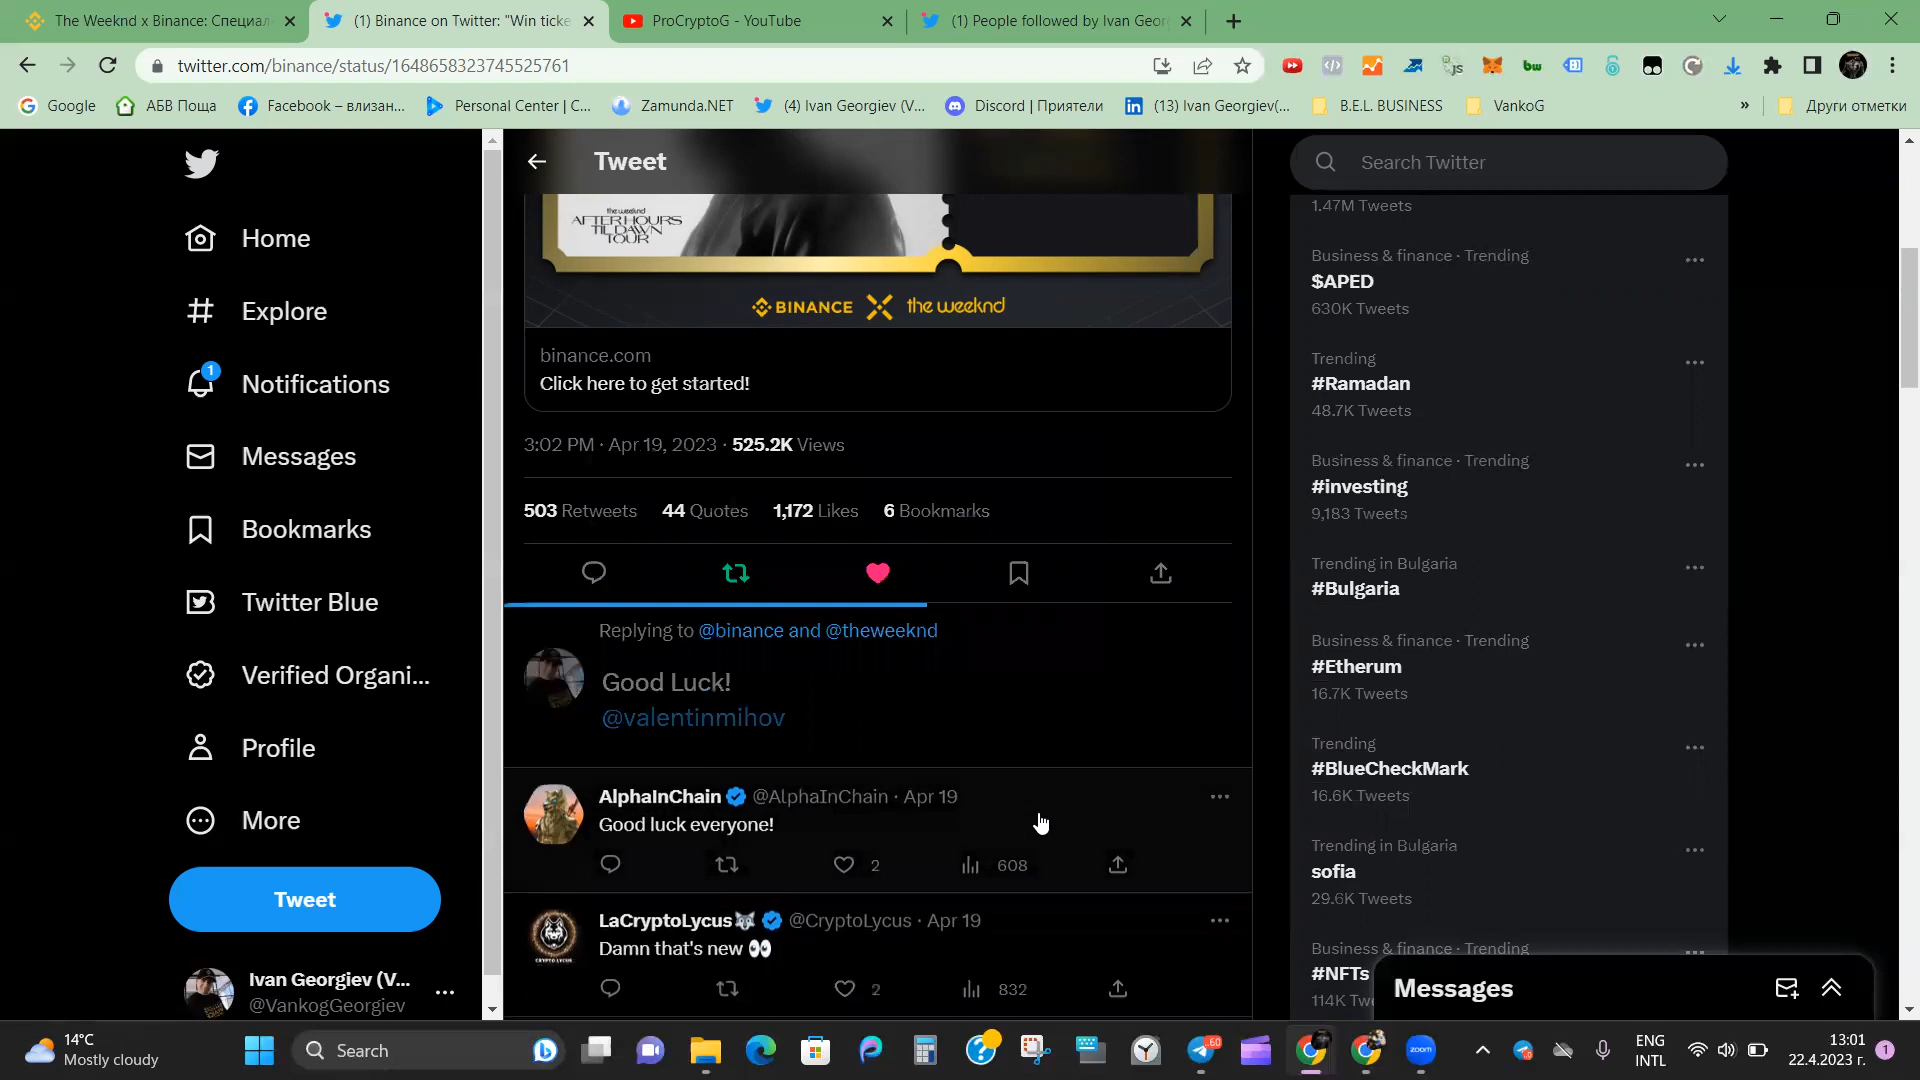 The Weeknd x Binance: Специал
(1) Binance on Twitter: "Win ticke
ProCryptoG - YouTube
(1) People followed by Ivan Geor
twitter.com/binance/status/1648658323745525761
Google
АБВ Поща
Facebook – влизан...
Personal Center | C...
Zamunda.NET
(4) Ivan Georgiev (V...
Discord | Приятели
(13) Ivan Georgiev(...
B.E.L. BUSINESS
VankoG
»
Други отметки
Home
Explore
1
Notifications
Messages
Bookmarks
Twitter Blue
Verified Organi...
Profile
More
Tweet
Ivan Georgiev (V...
@VankogGeorgiev
Tweet
the weeknd
AFTER HOURS
TIL DAWN
TOUR
BINANCE
the weeknd
binance.com
Click here to get started!
3:02 PM · Apr 19, 2023 · 525.2K Views
503 Retweets 44 Quotes 1,172 Likes 6 Bookmarks
Replying to @binance and @theweeknd
Good Luck!
@valentinmihov
AlphaInChain @AlphaInChain · Apr 19
Good luck everyone!
2
608
LaCryptoLycus @CryptoLycus · Apr 19
Damn that's new
CRYPTO LYCUS
2
832
Search Twitter
1.47M Tweets
Business & finance · Trending
$APED
630K Tweets
Trending
#Ramadan
48.7K Tweets
Business & finance · Trending
#investing
9,183 Tweets
Trending in Bulgaria
#Bulgaria
Business & finance · Trending
#Etherum
16.7K Tweets
Trending
#BlueCheckMark
16.6K Tweets
Trending in Bulgaria
sofia
29.6K Tweets
Business & finance · Trending
#NFTs
114K Twe
Messages
14°C
Mostly cloudy
Search
60
zoom
ENG
INTL
13:01
22.4.2023 г.
1